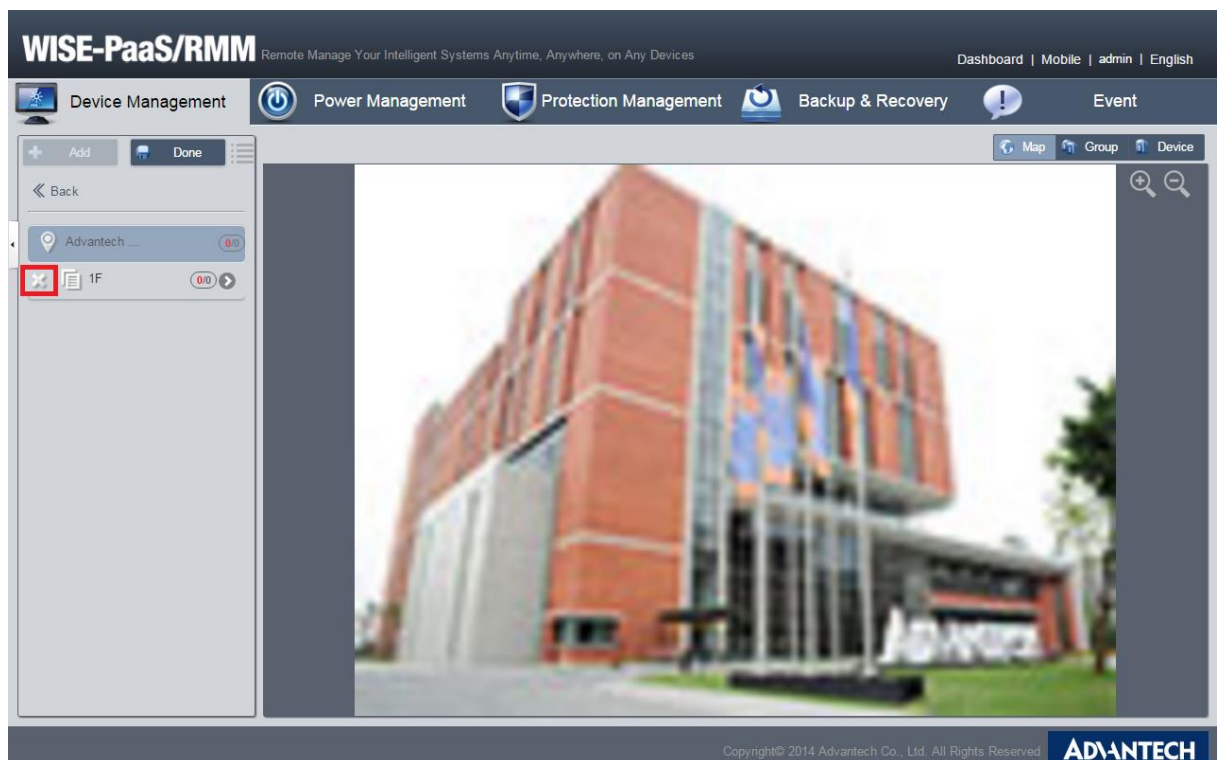 WISE-PaaS/RMM Remote Manage Your Intelligent Systems Anytime, Anywhere, on Any Devices
Dashboard | Mobile | admin | English
Device Management Power Management Protection Management Backup & Recovery Event
Add Done Map Group Device
Back
Advantech ... 0/0
1F 0/0
ADVANTECH
Copyright© 2014 Advantech Co., Ltd. All Rights Reserved ADVANTECH